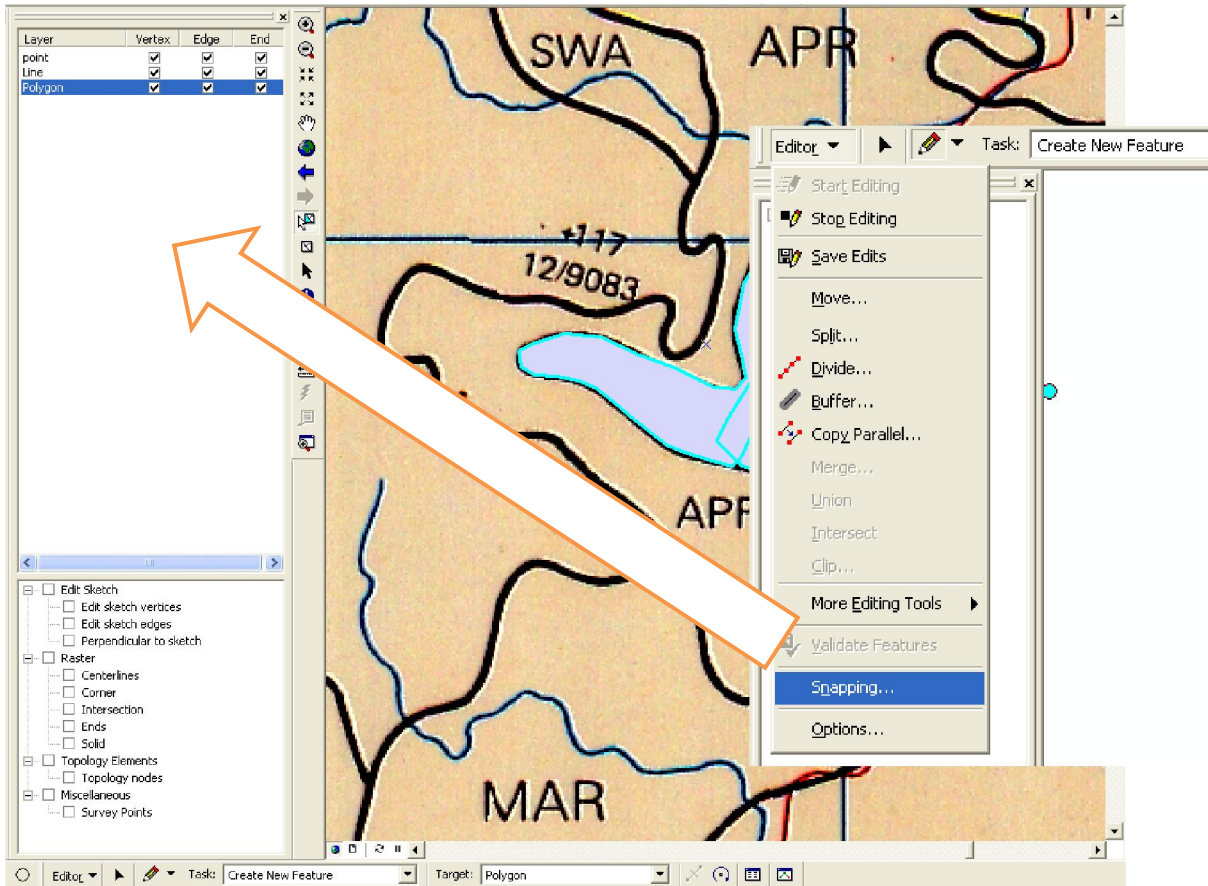 Layer Vertex Edge End
point
Line
Polygon
Edit Sketch
Edit sketch vertices
Edit sketch edges
Perpendicular to sketch
Raster
Centerlines
Corner
Intersection
Ends
Solid
Topology Elements
Topology nodes
Miscellaneous
Survey Points
SWA
APR
117
12/9083
MAR
Editor Task: Create New Feature
Start Editing
Stop Editing
Save Edits
Move...
Split...
Divide...
Buffer...
Copy Parallel...
Merge...
Union
Intersect
Clip...
More Editing Tools
Validate Features
Snapping...
Options...
Editor Task: Create New Feature Target: Polygon